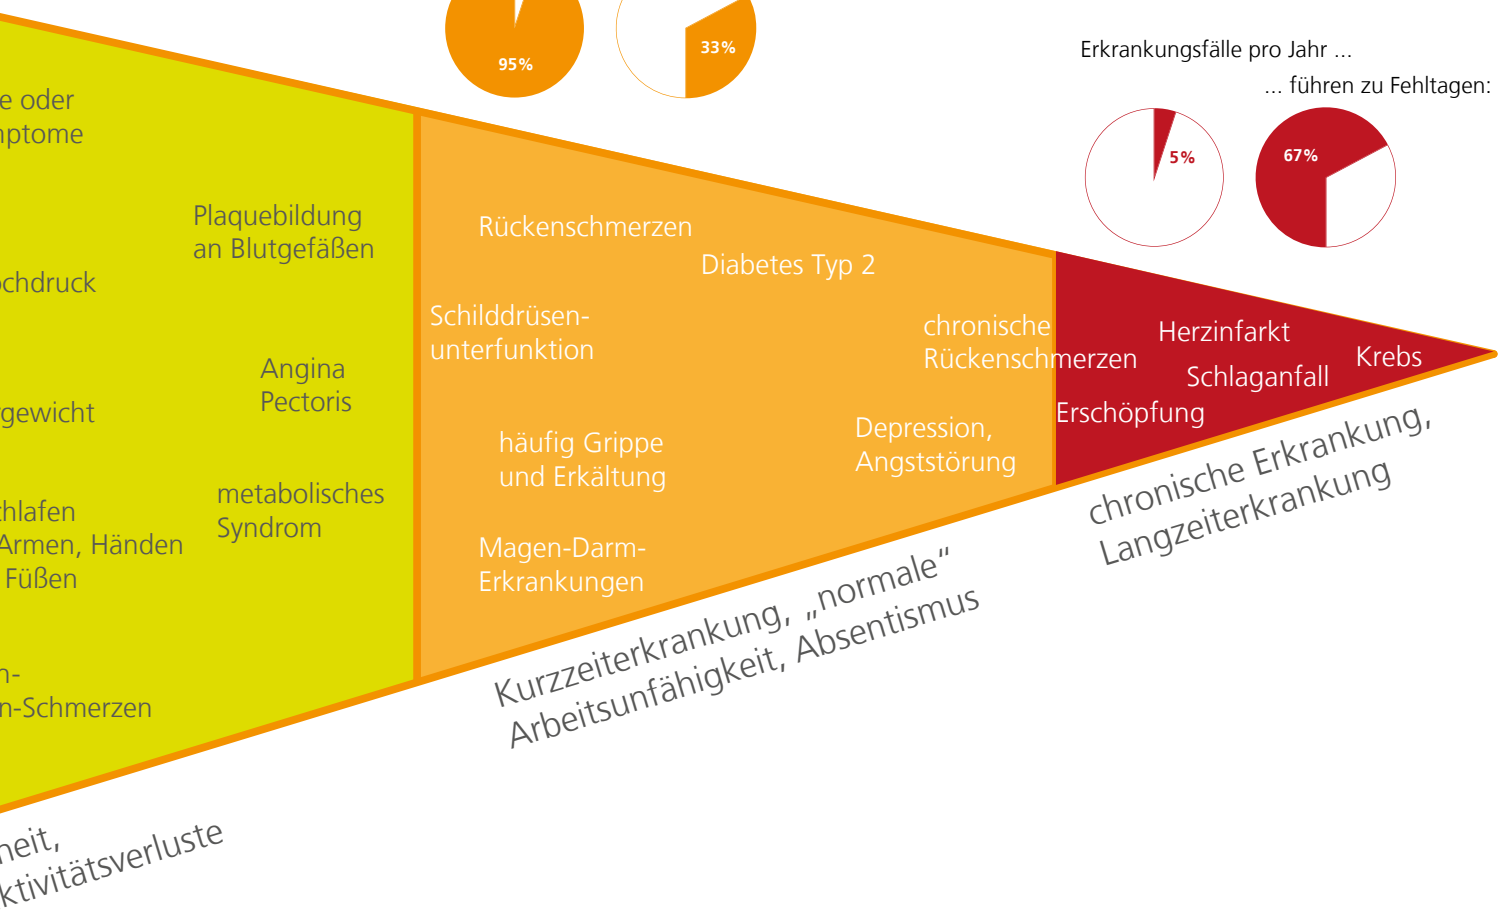 95%
33%
Erkrankungsfälle pro Jahr ...
... führen zu Fehltagen:
5%
67%
e oder
ptome
Plaquebildung
an Blutgefäßen
chdruck
Angina
Pectoris
gewicht
metabolisches
Syndrom
hlafen
Armen, Händen
Füßen
n-
n-Schmerzen
Rückenschmerzen
Diabetes Typ 2
Schilddrüsen-
unterfunktion
häufig Grippe
und Erkältung
Magen-Darm-
Erkrankungen
chronische
Rückenschmerzen
Depression,
Angststörung
Herzinfarkt
Schlaganfall
Krebs
Erschöpfung
heit,
ktivitätsverluste
Kurzzeiterkrankung, „normale“
Arbeitsunfähigkeit, Absentismus
chronische Erkrankung,
Langzeiterkrankung